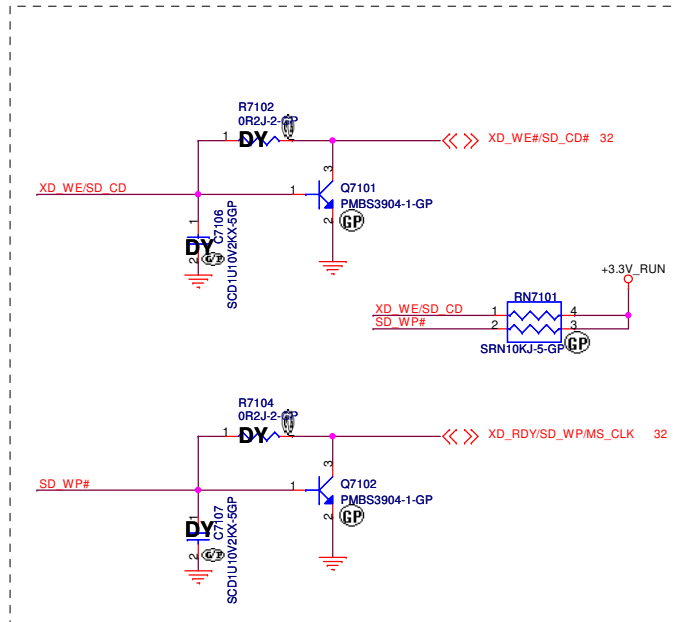 R7102
0R2J-2-GP
DY
1
XD_WE#/SD_CD# 32
3
XD_WE/SD_CD
1
Q7101
PMBS3904-1-GP
2
GP
1
DY
2
C7106
SCD1U10V2KX-5GP
+3.3V_RUN
RN7101
XD_WE/SD_CD
1
4
SD_WP#
2
3
SRN10KJ-5-GP
GP
R7104
0R2J-2-GP
DY
1
XD_RDY/SD_WP/MS_CLK 32
3
SD_WP#
1
Q7102
PMBS3904-1-GP
2
GP
1
DY
2
C7107
SCD1U10V2KX-5GP